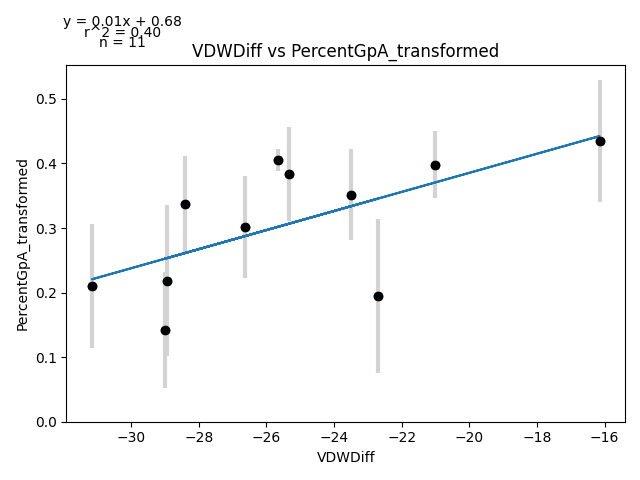 y = 0.01x + 0.68
r^2 = 0.40
n = 11
VDWDiff vs PercentGpA_transformed
0.5
0.4
0.3
0.2
0.1
0.0
PercentGpA_transformed
−30 −28 −26 −24 −22 −20 −18 −16
VDWDiff